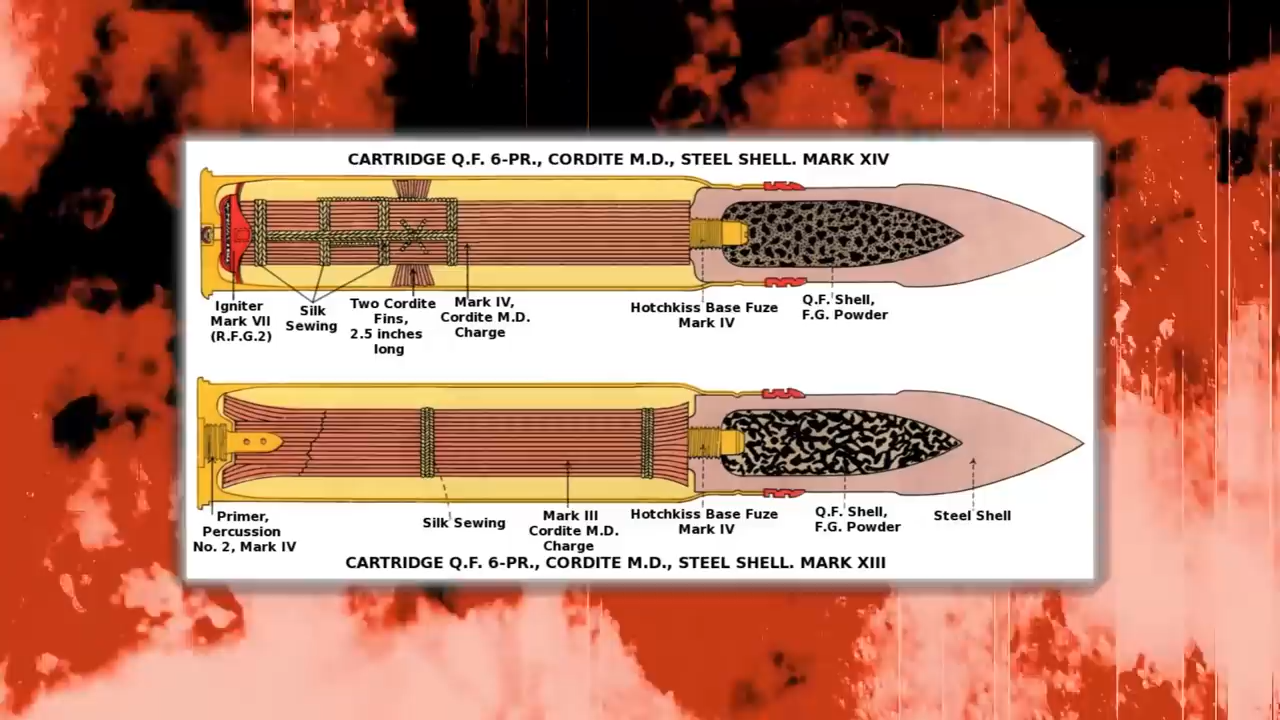 CARTRIDGE Q.F. 6-PR., CORDITE M.D., STEEL SHELL. MARK XIV
Igniter
Mark VII
(R.F.G.2)
Silk
Sewing
Two Cordite
Fins,
2.5 inches
long
Mark IV,
Cordite M.D.
Charge
Hotchkiss Base Fuze
Mark IV
Q.F. Shell,
F.G. Powder
Primer,
Percussion
No. 2, Mark IV
Silk Sewing
Mark III
Cordite M.D.
Charge
Hotchkiss Base Fuze
Mark IV
Q.F. Shell,
F.G. Powder
Steel Shell
CARTRIDGE Q.F. 6-PR., CORDITE M.D., STEEL SHELL. MARK XIII